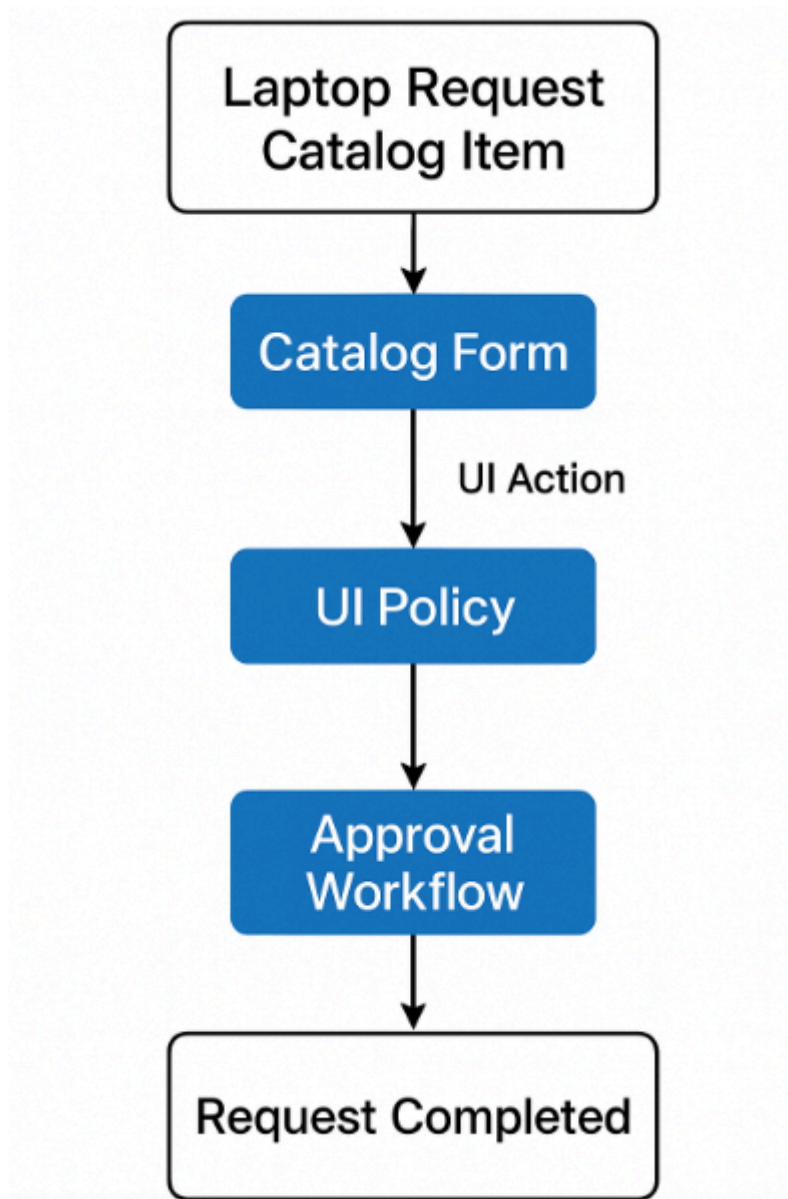 Laptop Request
Catalog Item
Catalog Form
UI Action
UI Policy
Approval
Workflow
Request Completed